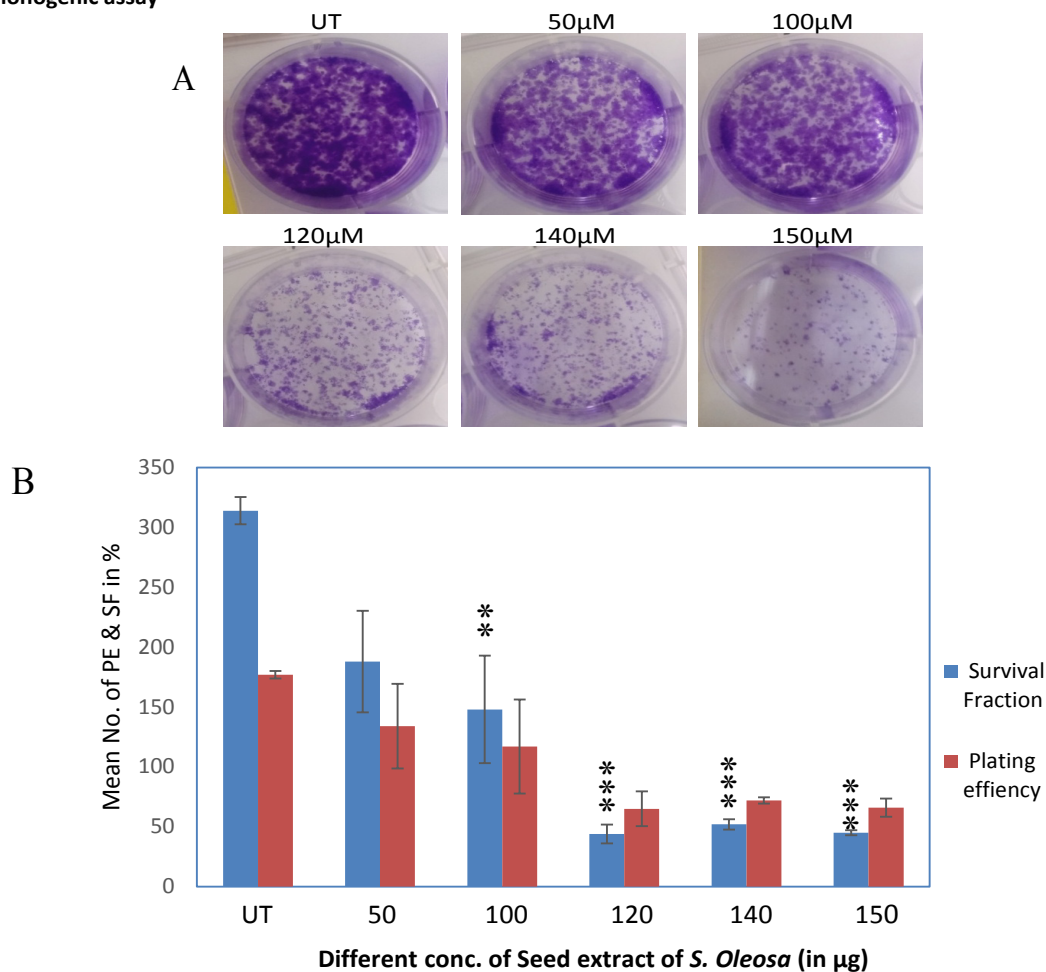 A
UT 50µM 100µM
120µM 140µM 150µM
B
Mean No. of PE & SF in %
350
300
250
200
150
100
50
0
**
***
***
***
UT 50 100 120 140 150
Different conc. of Seed extract of S. Oleosa (in µg)
Survival
Fraction
Plating
effiency